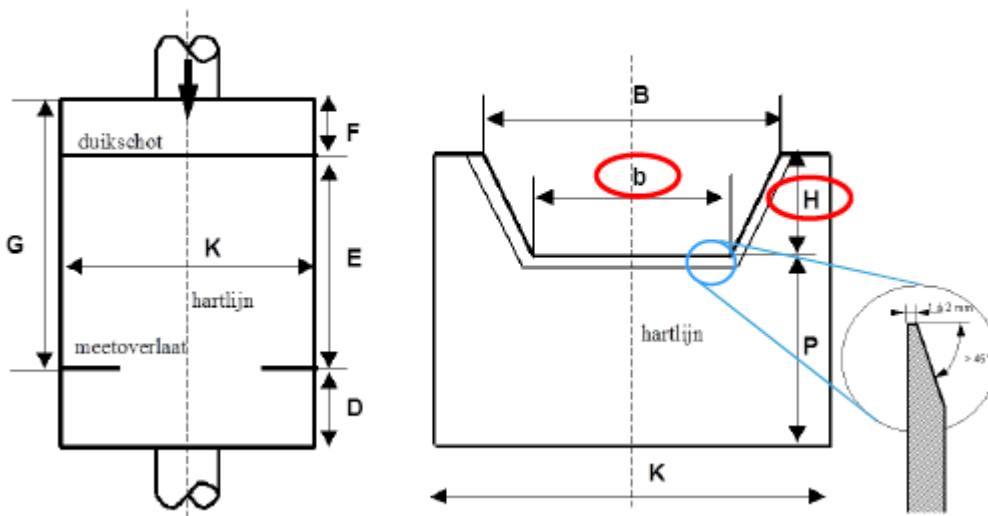 F
duikschot
G
K
E
hartlijn
meetoverlaat
D
B
b
H
hartlijn
P
K
1 á 2 mm
> 45°